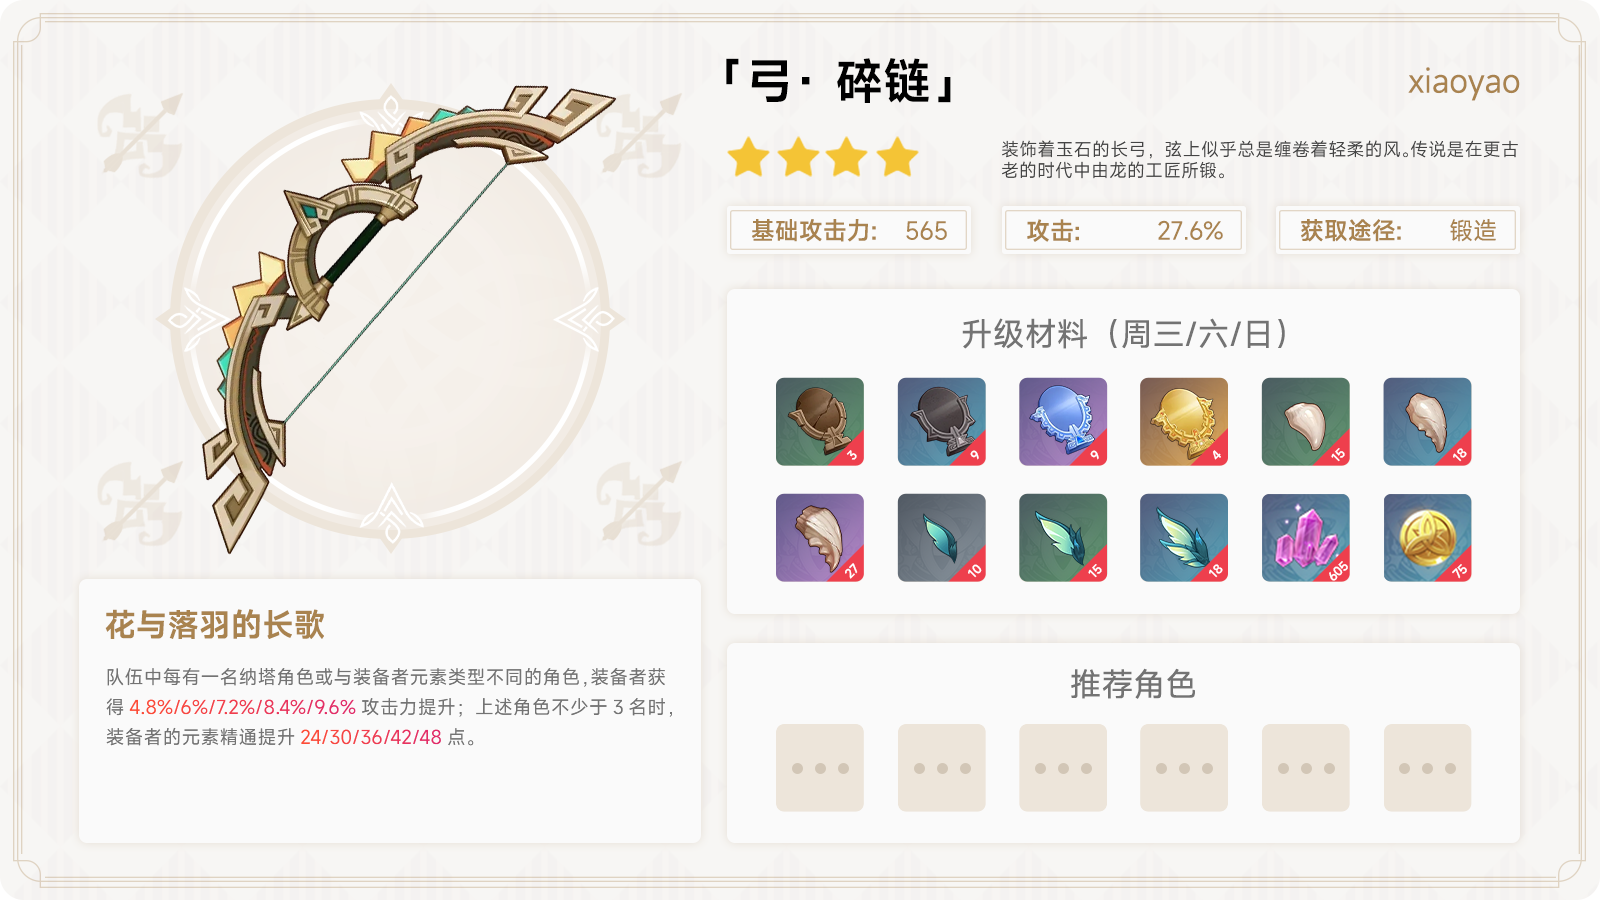 「弓· 碎链」
xiaoyao
装饰着玉石的长弓，弦上似乎总是缠卷着轻柔的风。传说是在更古
老的时代中由龙的工匠所锻。
基础攻击力: 565
攻击: 27.6%
获取途径: 锻造
升级材料（周三/六/日）
3
9
9
4
15
18
27
10
15
18
605
75
花与落羽的长歌
队伍中每有一名纳塔角色或与装备者元素类型不同的角色，装备者获
得 4.8%/6%/7.2%/8.4%/9.6% 攻击力提升；上述角色不少于 3 名时，
装备者的元素精通提升 24/30/36/42/48 点。
推荐角色